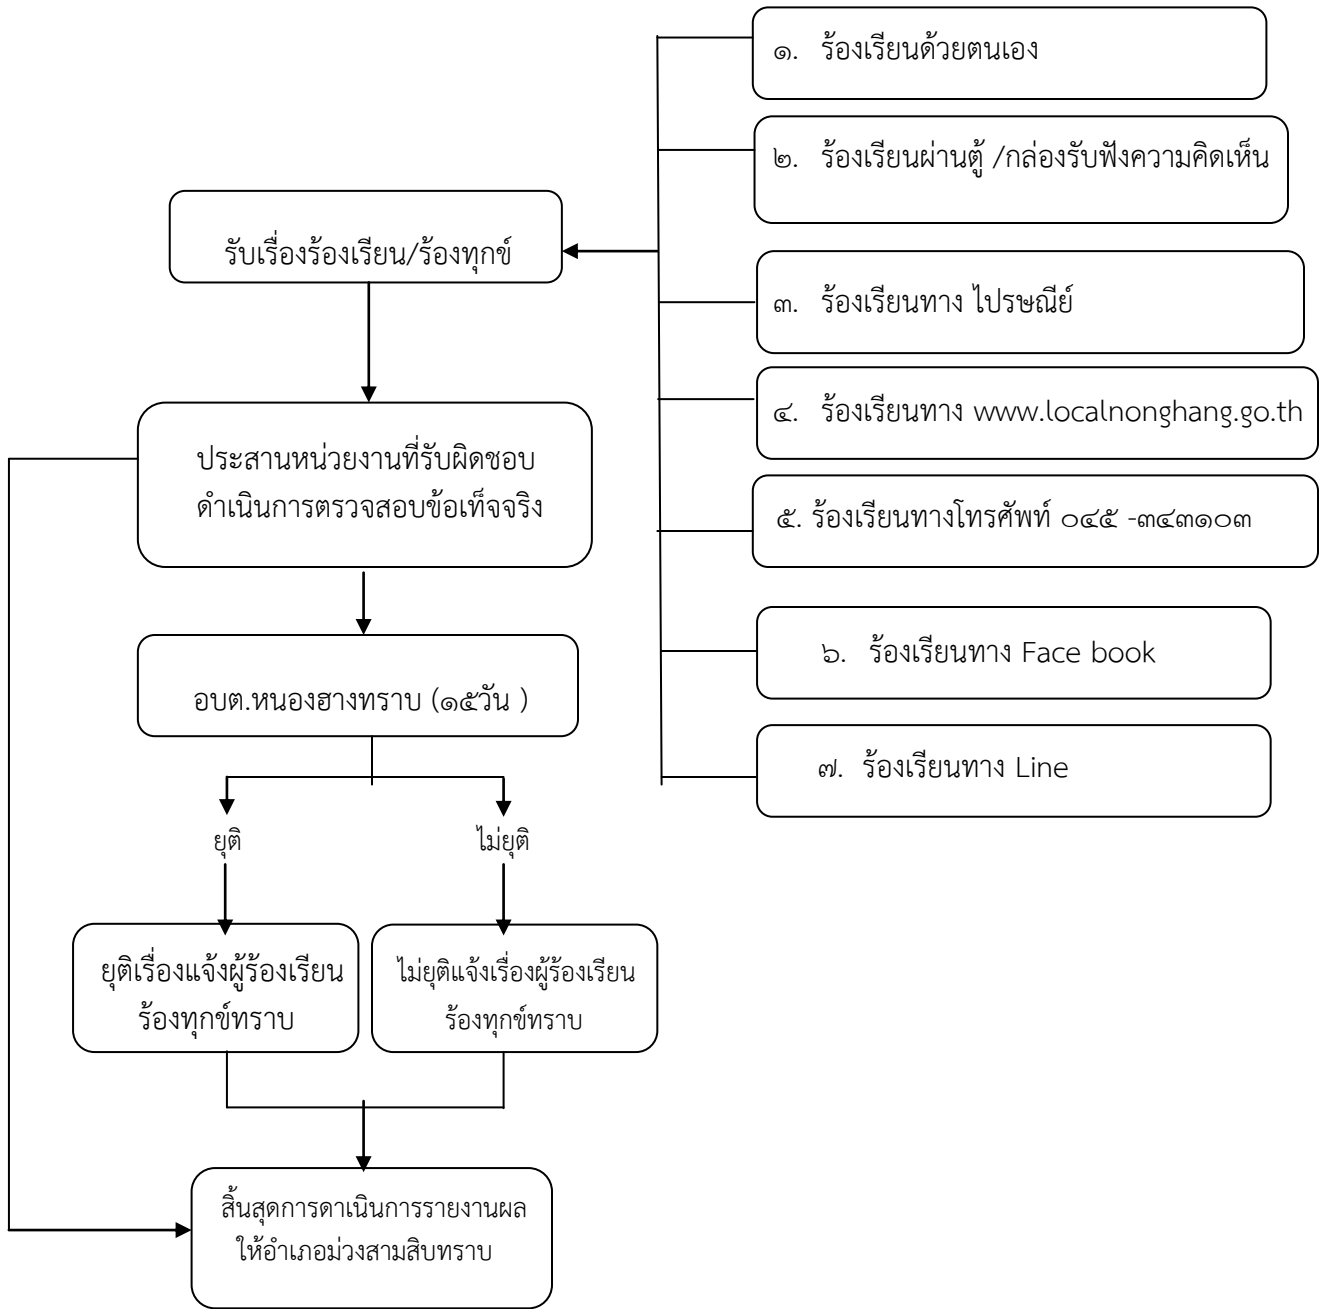 ๑. ร้องเรียนด้วยตนเอง
๒. ร้องเรียนผ่านตู้ /กล่องรับฟังความคิดเห็น
รับเรื่องร้องเรียน/ร้องทุกข์
๓. ร้องเรียนทาง ไปรษณีย์
๔. ร้องเรียนทาง www.localnonghang.go.th
ประสานหน่วยงานที่รับผิดชอบ
ดำเนินการตรวจสอบข้อเท็จจริง
๕. ร้องเรียนทางโทรศัพท์ ๐๔๕ -๓๔๓๑๐๓
๖. ร้องเรียนทาง Face book
อบต.หนองฮางทราบ (๑๕วัน )
๗. ร้องเรียนทาง Line
ยุติ
ไม่ยุติ
ยุติเรื่องแจ้งผู้ร้องเรียน
ร้องทุกข์ทราบ
ไม่ยุติแจ้งเรื่องผู้ร้องเรียน
ร้องทุกข์ทราบ
สิ้นสุดการดาเนินการรายงานผล
ให้อำเภอม่วงสามสิบทราบ